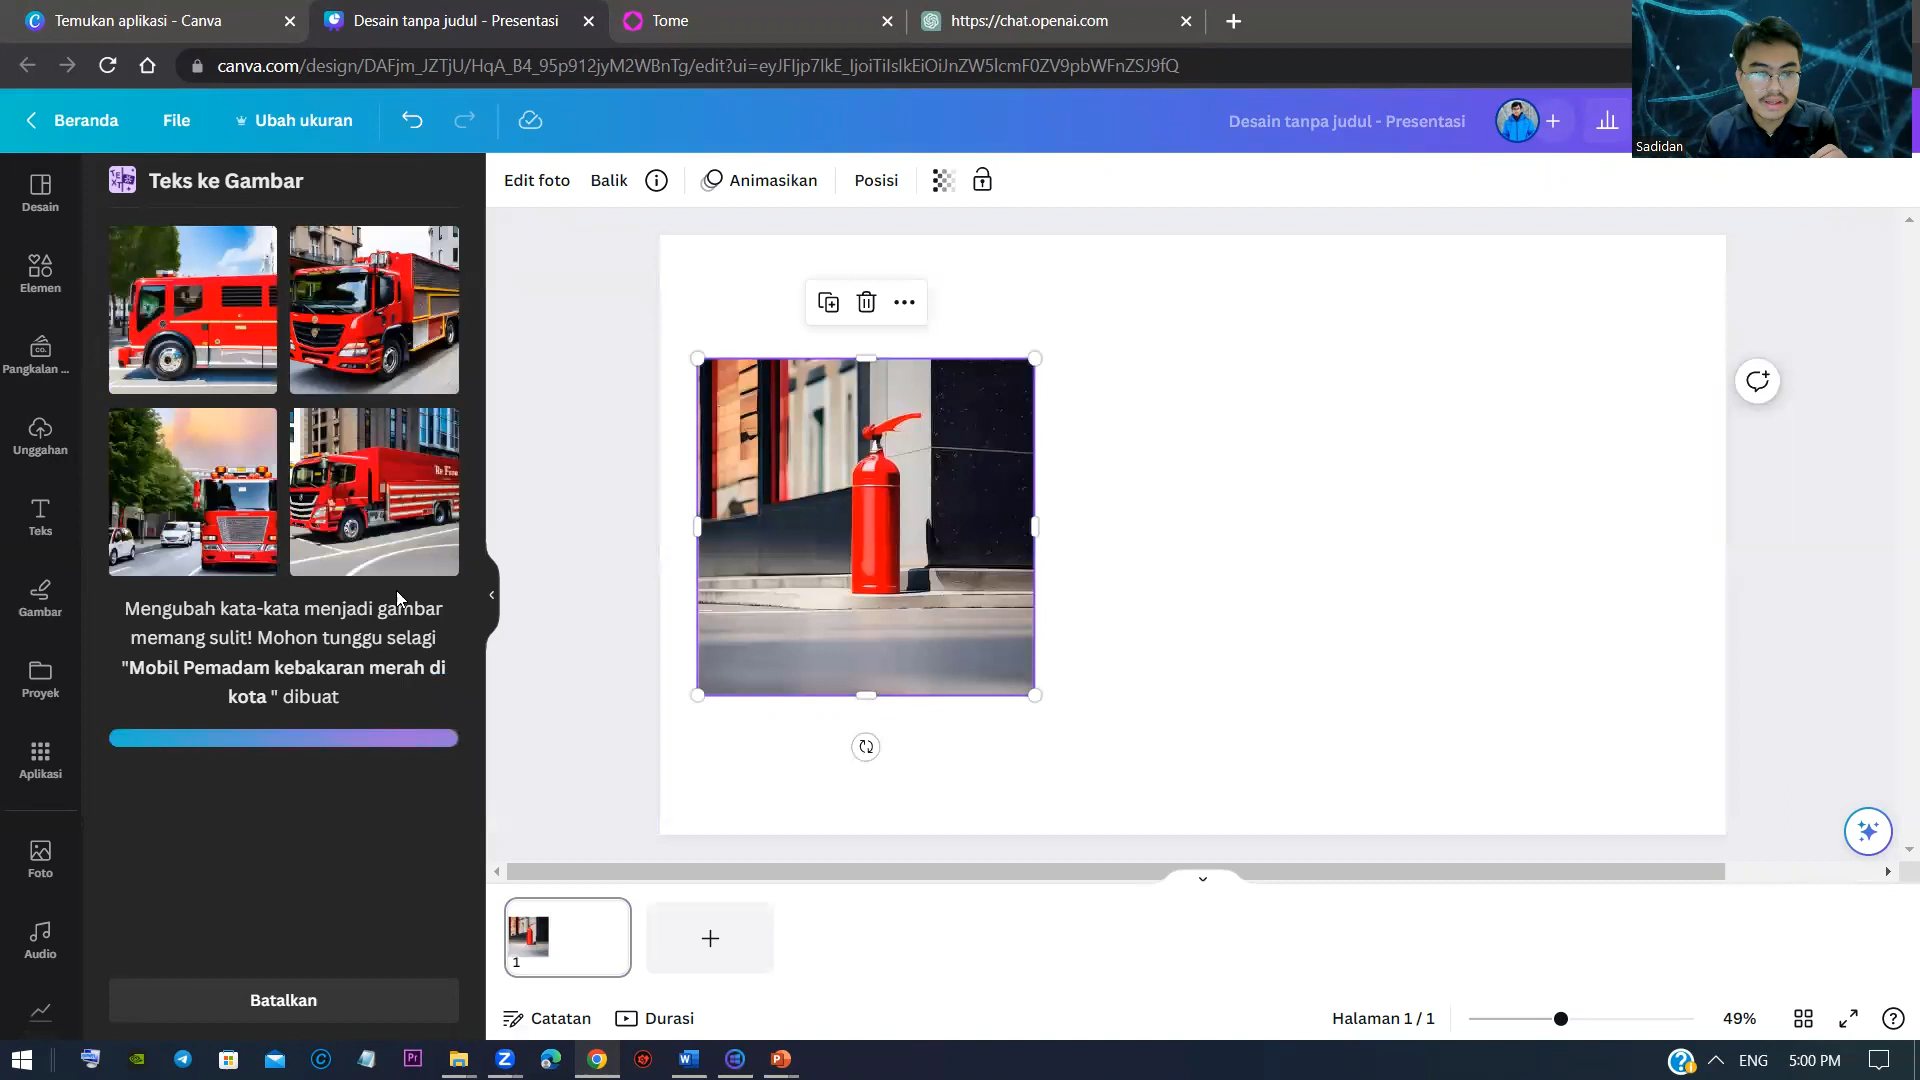 Temukan aplikasi - Canva
Desain tanpa judul - Presentasi
Tome
https://chat.openai.com
canva.com/design/DAFjm_JZTjU/HqA_B4_95p912jyM2WBnTg/edit?ui=eyJFIjp7IkE_IjoiTiIsIkEiOiJnZW5lcmF0ZV9pbWFnZSJ9fQ
Sadidan
Beranda
File
Ubah ukuran
Desain tanpa judul - Presentasi
Desain
Elemen
Pangkalan ...
CO.
Unggahan
Teks
Gambar
Proyek
Aplikasi
Foto
Audio
Teks ke Gambar
Mengubah kata-kata menjadi gambar
memang sulit! Mohon tunggu selagi
"Mobil Pemadam kebakaran merah di
kota " dibuat
Batalkan
Edit foto
Balik
Animasikan
Posisi
1
Catatan
Durasi
Halaman 1 / 1
49%
ENG
5:00 PM